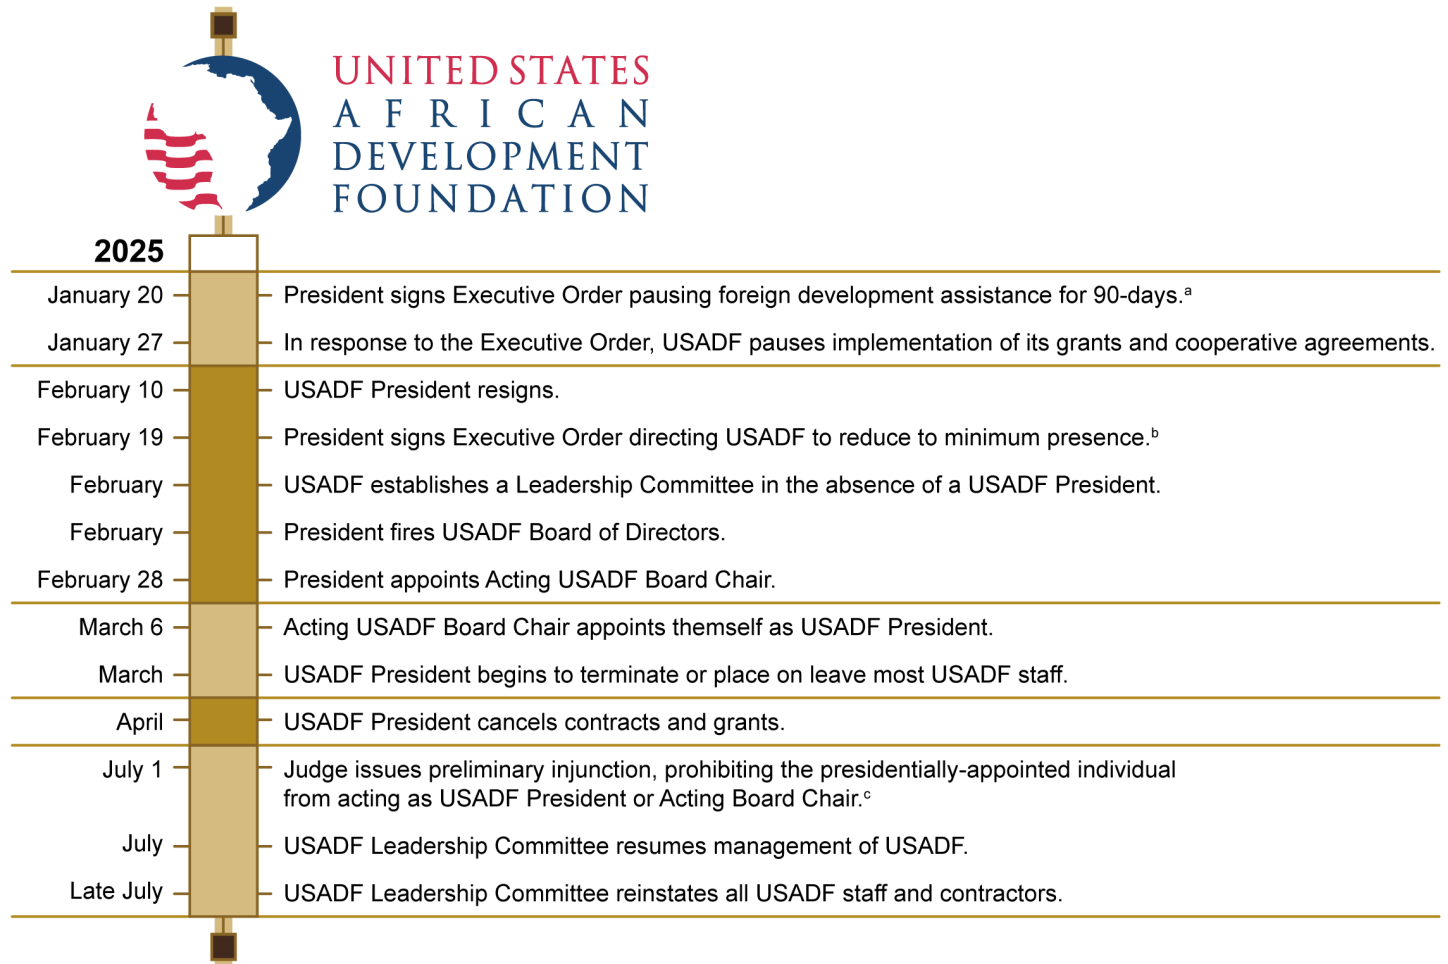 UNITED STATES
AFRICAN
DEVELOPMENT
FOUNDATION
2025
January 20 President signs Executive Order pausing foreign development assistance for 90-days.ᵃ
January 27 In response to the Executive Order, USADF pauses implementation of its grants and cooperative agreements.
February 10 USADF President resigns.
February 19 President signs Executive Order directing USADF to reduce to minimum presence.ᵇ
February USADF establishes a Leadership Committee in the absence of a USADF President.
February President fires USADF Board of Directors.
February 28 President appoints Acting USADF Board Chair.
March 6 Acting USADF Board Chair appoints themself as USADF President.
March USADF President begins to terminate or place on leave most USADF staff.
April USADF President cancels contracts and grants.
July 1 Judge issues preliminary injunction, prohibiting the presidentially-appointed individual
from acting as USADF President or Acting Board Chair.ᶜ
July USADF Leadership Committee resumes management of USADF.
Late July USADF Leadership Committee reinstates all USADF staff and contractors.